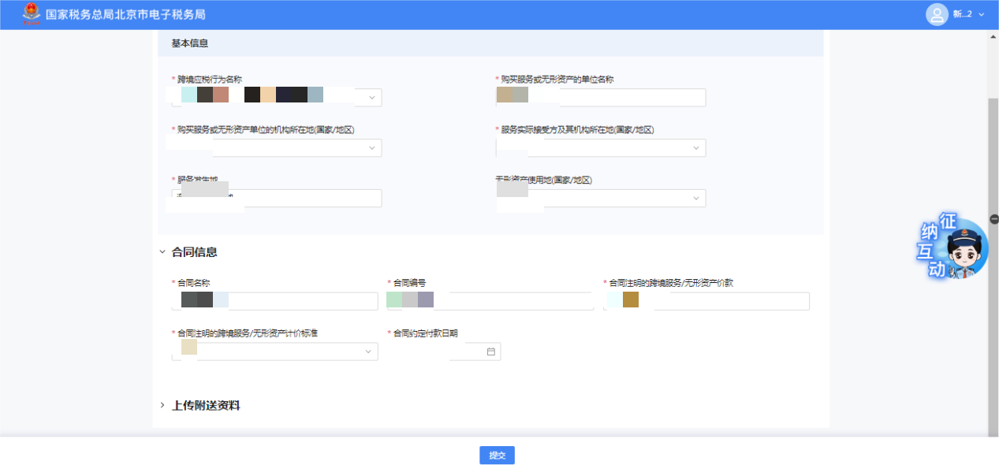 国家税务总局北京市电子税务局
新...2
基本信息
* 跨境应税行为名称
* 购买服务或无形资产的单位名称
* 购买服务或无形资产单位的机构所在地(国家/地区)
* 服务实际接受方及其机构所在地(国家/地区)
* 服务发生地
无形资产使用地(国家/地区)
征纳互动
合同信息
* 合同名称
* 合同编号
* 合同注明的跨境服务/无形资产价款
* 合同注明的跨境服务/无形资产计价标准
* 合同约定付款日期
上传附送资料
提交